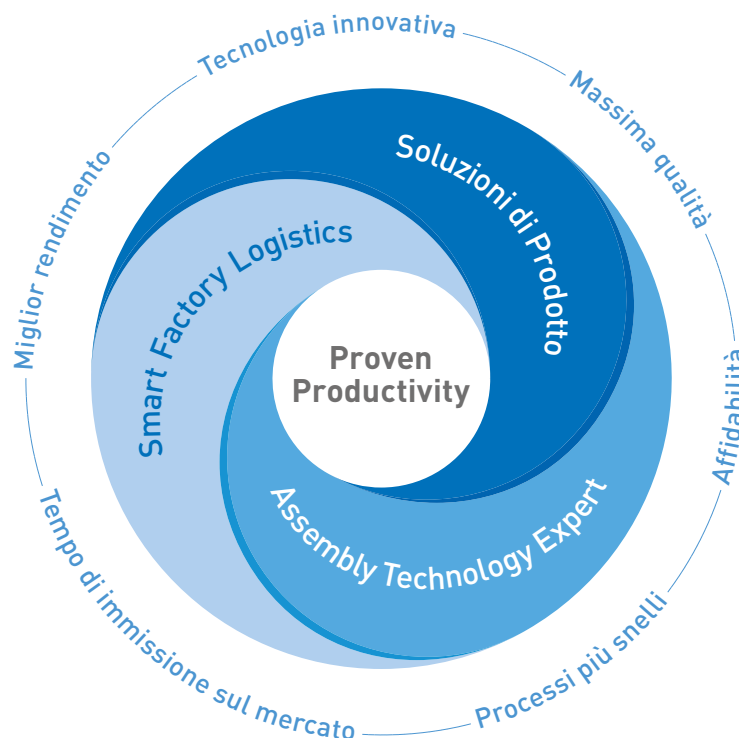 Tecnologia innovativa
Massima qualità
Affidabilità
Processi più snelli
Tempo di immissione sul mercato
Miglior rendimento
Soluzioni di Prodotto
Assembly Technology Expert
Smart Factory Logistics
Proven
Productivity